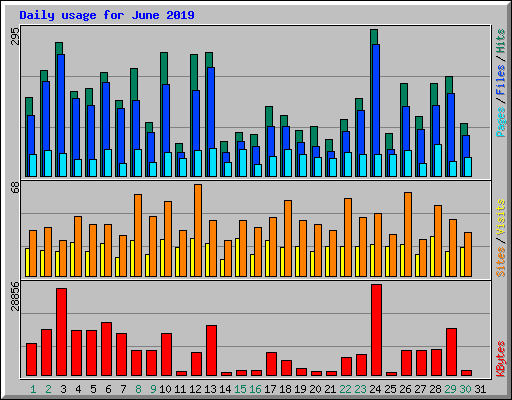 Daily usage for June 2019
295
Pages / Files / Hits
68
Sites / Visits
28856
KBytes
1 2 3 4 5 6 7 8 9 10 11 12 13 14 15 16 17 18 19 20 21 22 23 24 25 26 27 28 29 30 31